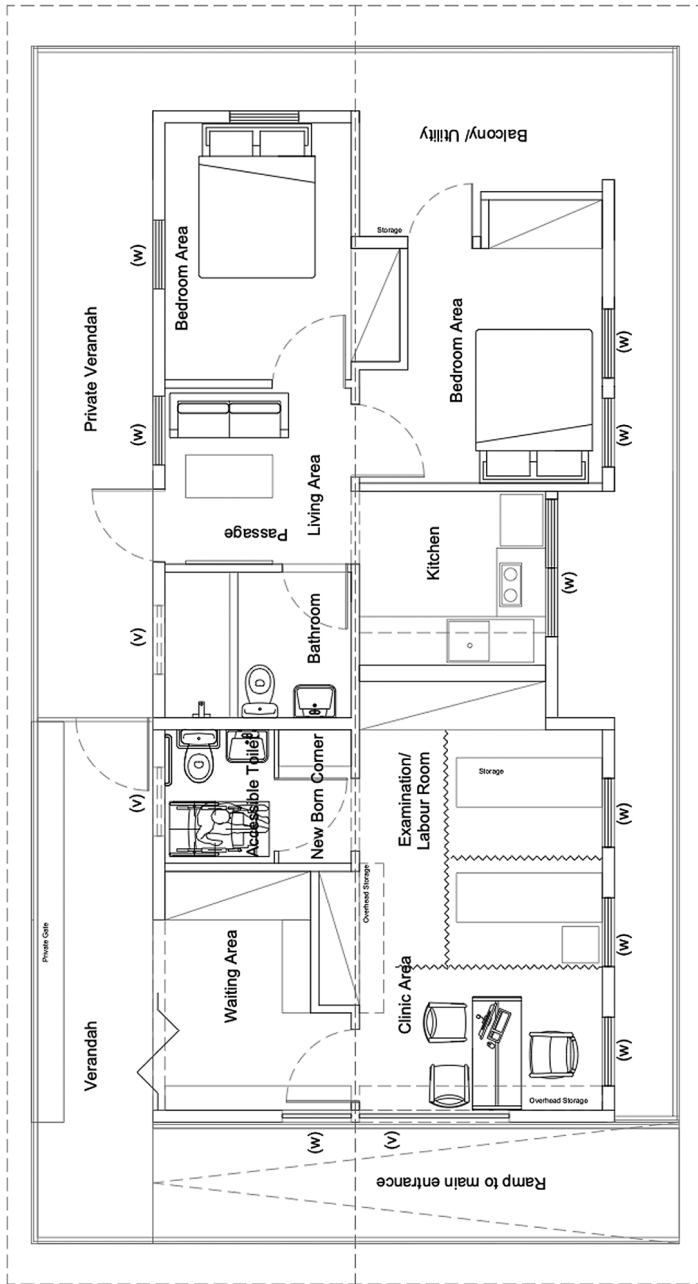 Balcony/ Utility
Storage
Bedroom Area
(w)
Private Verandah
Bedroom Area
(w)
(w)
(w)
Living Area
Passage
Kitchen
(w)
Bathroom
(v)
Accessible Toilet
New Born Corner
(v)
Examination/
Labour Room
Storage
(w)
Overhead Storage
Private Gate
Waiting Area
Clinic Area
(w)
Verandah
(w)
Overhead Storage
(w)
(v)
Ramp to main entrance